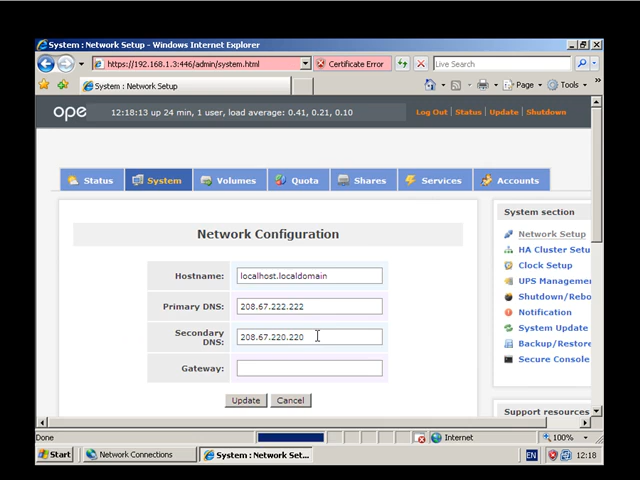 System : Network Setup - Windows Internet Explorer
https://192.168.1.3:446/admin/system.html
Certificate Error
Live Search
System : Network Setup
Page
Tools
ope
12:18:13 up 24 min, 1 user, load average: 0.41, 0.21, 0.10
Log Out | Status | Update | Shutdown
Status
System
Volumes
Quota
Shares
Services
Accounts
Network Configuration
Hostname: localhost.localdomain
Primary DNS: 208.67.222.222
Secondary
DNS: 208.67.220.220
Gateway:
Update
Cancel
System section
Network Setup
HA Cluster Setu
Clock Setup
UPS Manageme
Shutdown/Rebo
Notification
System Update
Backup/Restore
Secure Console
Support resources
Done
Internet
100%
Start
Network Connections
System : Network Set...
EN
12:18